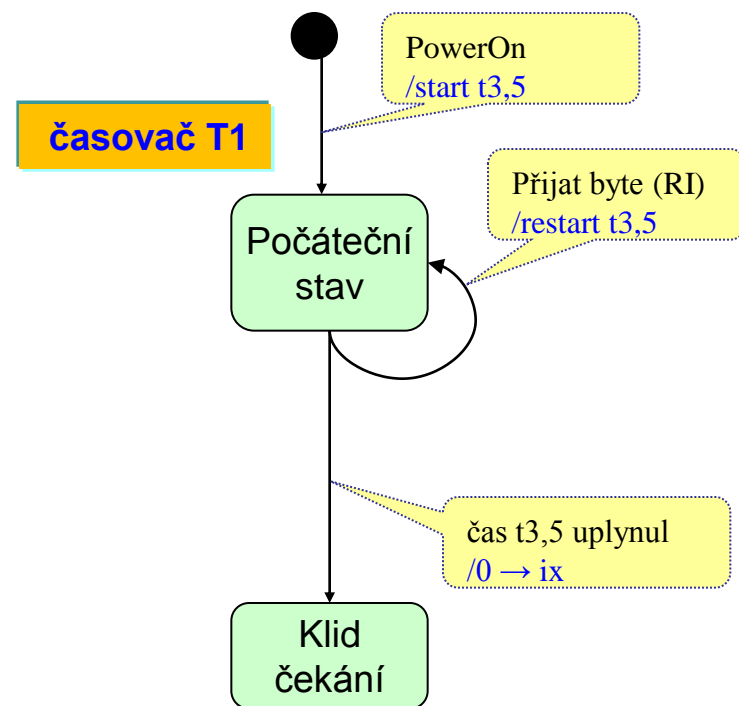 PowerOn
/start t3,5
časovač T1
Přijat byte (RI)
/restart t3,5
Počáteční
stav
čas t3,5 uplynul
/0 → ix
Klid
čekání